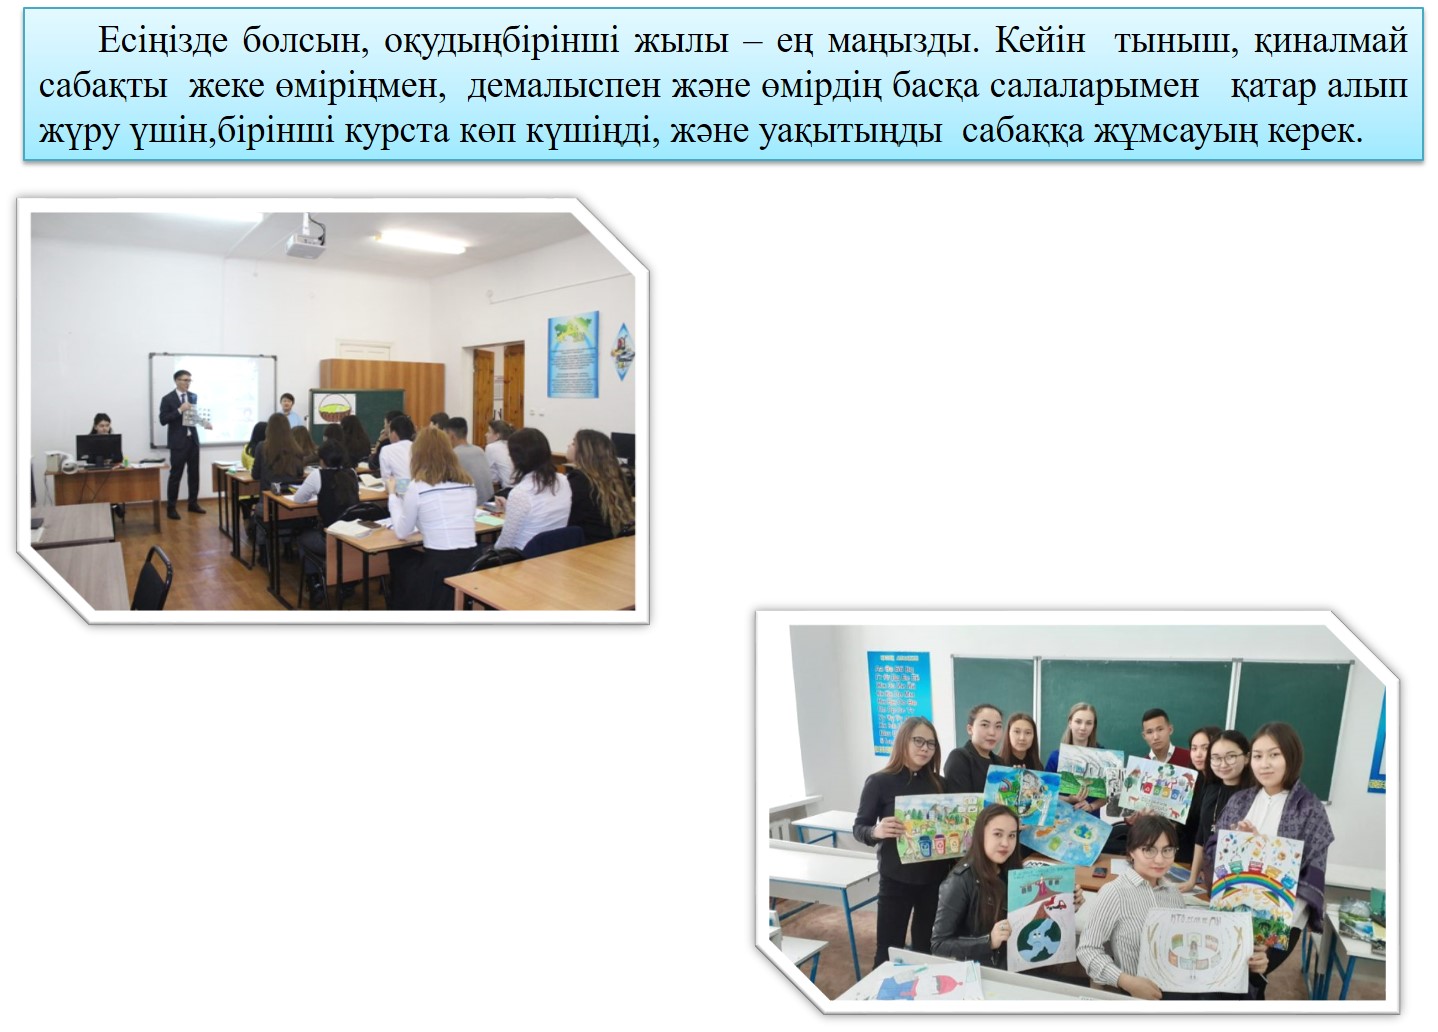 Есіңізде болсын, оқудыңбірінші жылы – ең маңызды. Кейін тыныш, қиналмай
сабақты жеке өміріңмен, демалыспен және өмірдің басқа салаларымен қатар алып
жүру үшін,бірінші курста көп күшіңді, және уақытыңды сабаққа жұмсауың керек.